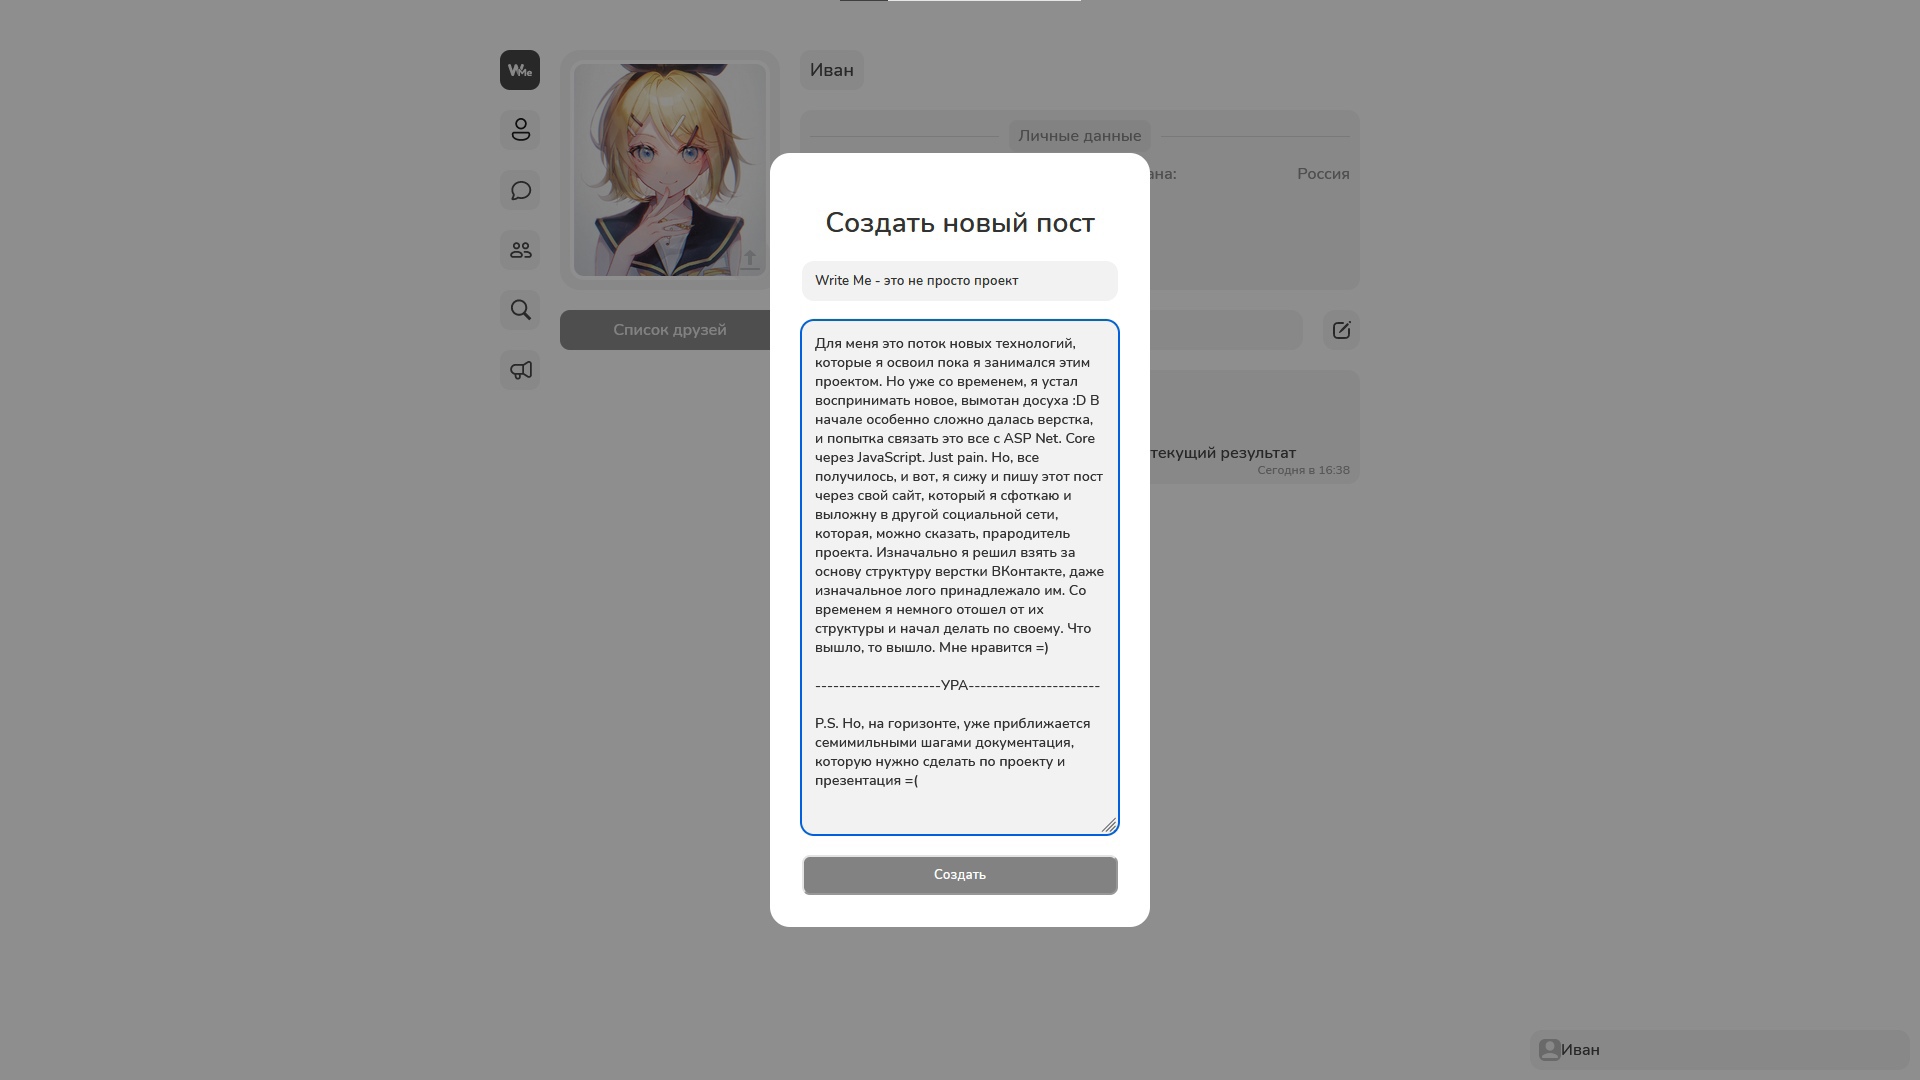 WMe
Иван
Личные данные
ана:
Россия
Список друзей
текущий результат
Сегодня в 16:38
Создать новый пост
Write Me - это не просто проект
Для меня это поток новых технологий,
которые я освоил пока я занимался этим
проектом. Но уже со временем, я устал
воспринимать новое, вымотан досуха :D В
начале особенно сложно далась верстка,
и попытка связать это все с ASP Net. Core
через JavaScript. Just pain. Но, все
получилось, и вот, я сижу и пишу этот пост
через свой сайт, который я сфоткаю и
выложну в другой социальной сети,
которая, можно сказать, прародитель
проекта. Изначально я решил взять за
основу структуру верстки ВКонтакте, даже
изначальное лого принадлежало им. Со
временем я немного отошел от их
структуры и начал делать по своему. Что
вышло, то вышло. Мне нравится =)
---------------------УРА----------------------
P.S. Но, на горизонте, уже приближается
семимильными шагами документация,
которую нужно сделать по проекту и
презентация =(
Создать
Иван